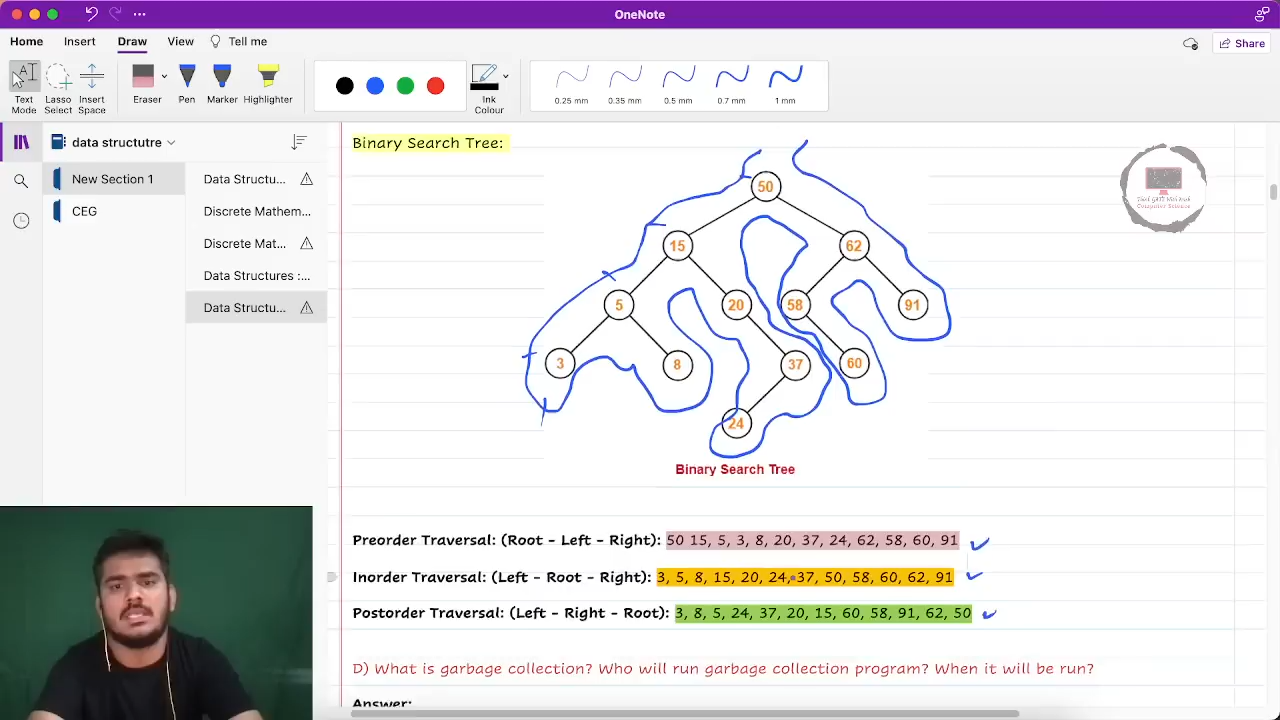 OneNote
Home Insert Draw View Tell me
Share
Text Mode
Lasso Select
Insert Space
Eraser
Pen
Marker
Highlighter
Ink Colour
0.25 mm
0.35 mm
0.5 mm
0.7 mm
1 mm
data structutre
New Section 1
CEG
Data Structu...
Discrete Mathem...
Discrete Mat...
Data Structures :...
Data Structu...
Binary Search Tree:
50
15 62
5 20 58 91
3 8 37 60
24
Binary Search Tree
Computer Science
Preorder Traversal: (Root - Left - Right): 50 15, 5, 3, 8, 20, 37, 24, 62, 58, 60, 91
Inorder Traversal: (Left - Root - Right): 3, 5, 8, 15, 20, 24, 37, 50, 58, 60, 62, 91
Postorder Traversal: (Left - Right - Root): 3, 8, 5, 24, 37, 20, 15, 60, 58, 91, 62, 50
D) What is garbage collection? Who will run garbage collection program? When it will be run?
Answer: